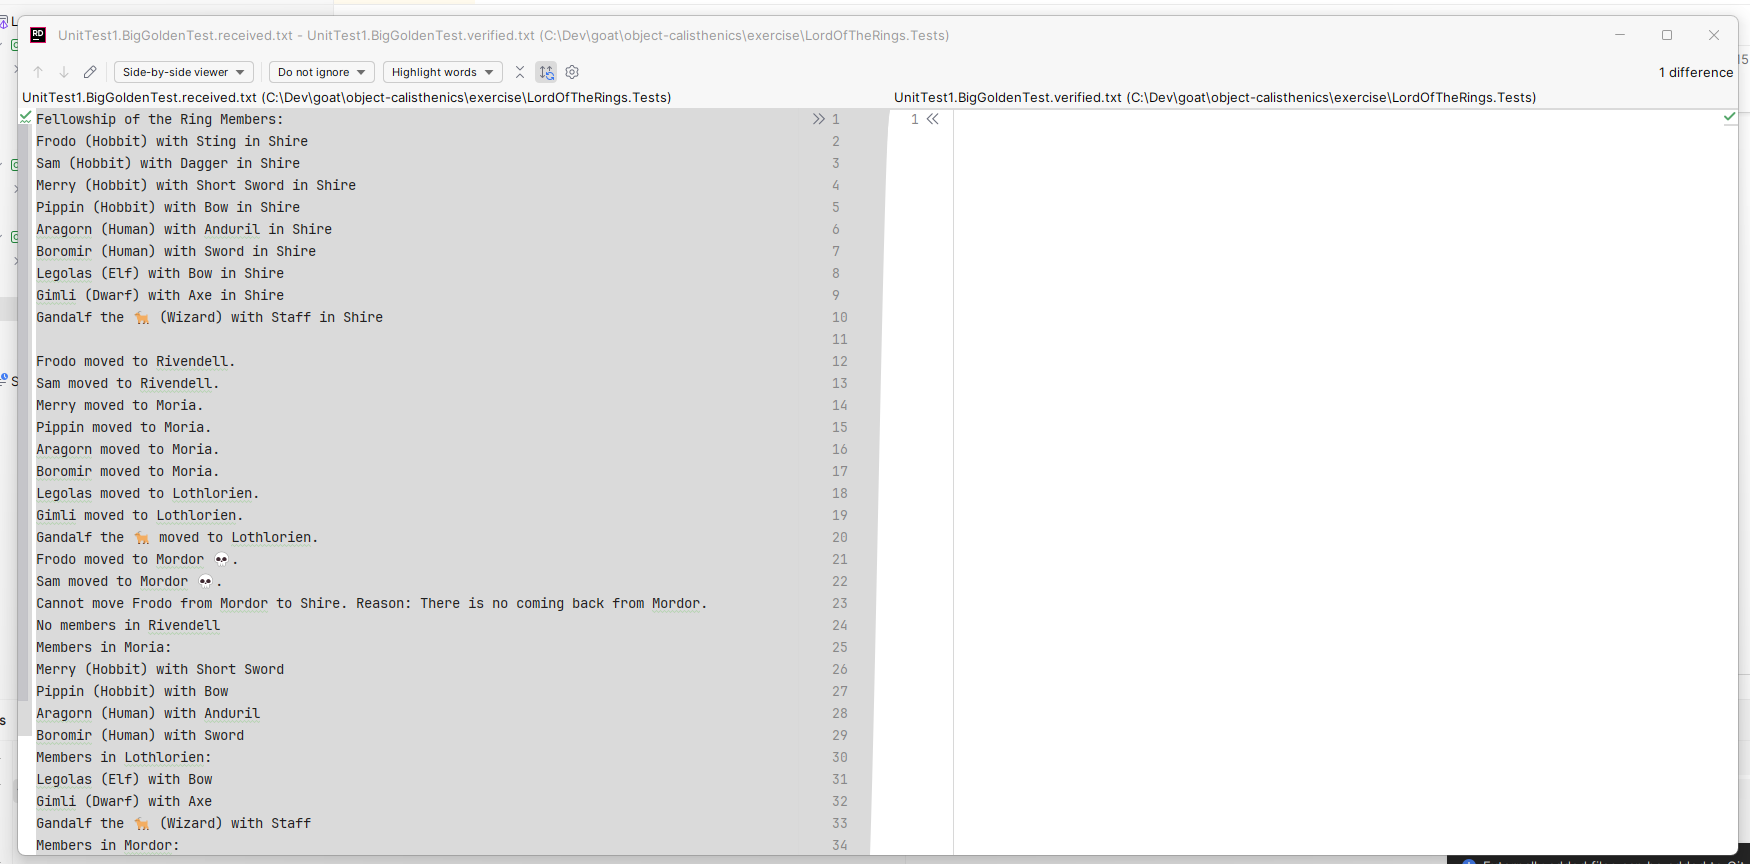 RD UnitTest1.BigGoldenTest.received.txt - UnitTest1.BigGoldenTest.verified.txt (C:\Dev\goat\object-calisthenics\exercise\LordOfTheRings.Tests)
Side-by-side viewer Do not ignore Highlight words 1 difference
UnitTest1.BigGoldenTest.received.txt (C:\Dev\goat\object-calisthenics\exercise\LordOfTheRings.Tests) UnitTest1.BigGoldenTest.verified.txt (C:\Dev\goat\object-calisthenics\exercise\LordOfTheRings.Tests)
Fellowship of the Ring Members: 1 1
Frodo (Hobbit) with Sting in Shire 2
Sam (Hobbit) with Dagger in Shire 3
Merry (Hobbit) with Short Sword in Shire 4
Pippin (Hobbit) with Bow in Shire 5
Aragorn (Human) with Anduril in Shire 6
Boromir (Human) with Sword in Shire 7
Legolas (Elf) with Bow in Shire 8
Gimli (Dwarf) with Axe in Shire 9
Gandalf the 🐐 (Wizard) with Staff in Shire 10
11
Frodo moved to Rivendell. 12
Sam moved to Rivendell. 13
Merry moved to Moria. 14
Pippin moved to Moria. 15
Aragorn moved to Moria. 16
Boromir moved to Moria. 17
Legolas moved to Lothlorien. 18
Gimli moved to Lothlorien. 19
Gandalf the 🐐 moved to Lothlorien. 20
Frodo moved to Mordor 💀. 21
Sam moved to Mordor 💀. 22
Cannot move Frodo from Mordor to Shire. Reason: There is no coming back from Mordor. 23
No members in Rivendell 24
Members in Moria: 25
Merry (Hobbit) with Short Sword 26
Pippin (Hobbit) with Bow 27
Aragorn (Human) with Anduril 28
Boromir (Human) with Sword 29
Members in Lothlorien: 30
Legolas (Elf) with Bow 31
Gimli (Dwarf) with Axe 32
Gandalf the 🐐 (Wizard) with Staff 33
Members in Mordor: 34